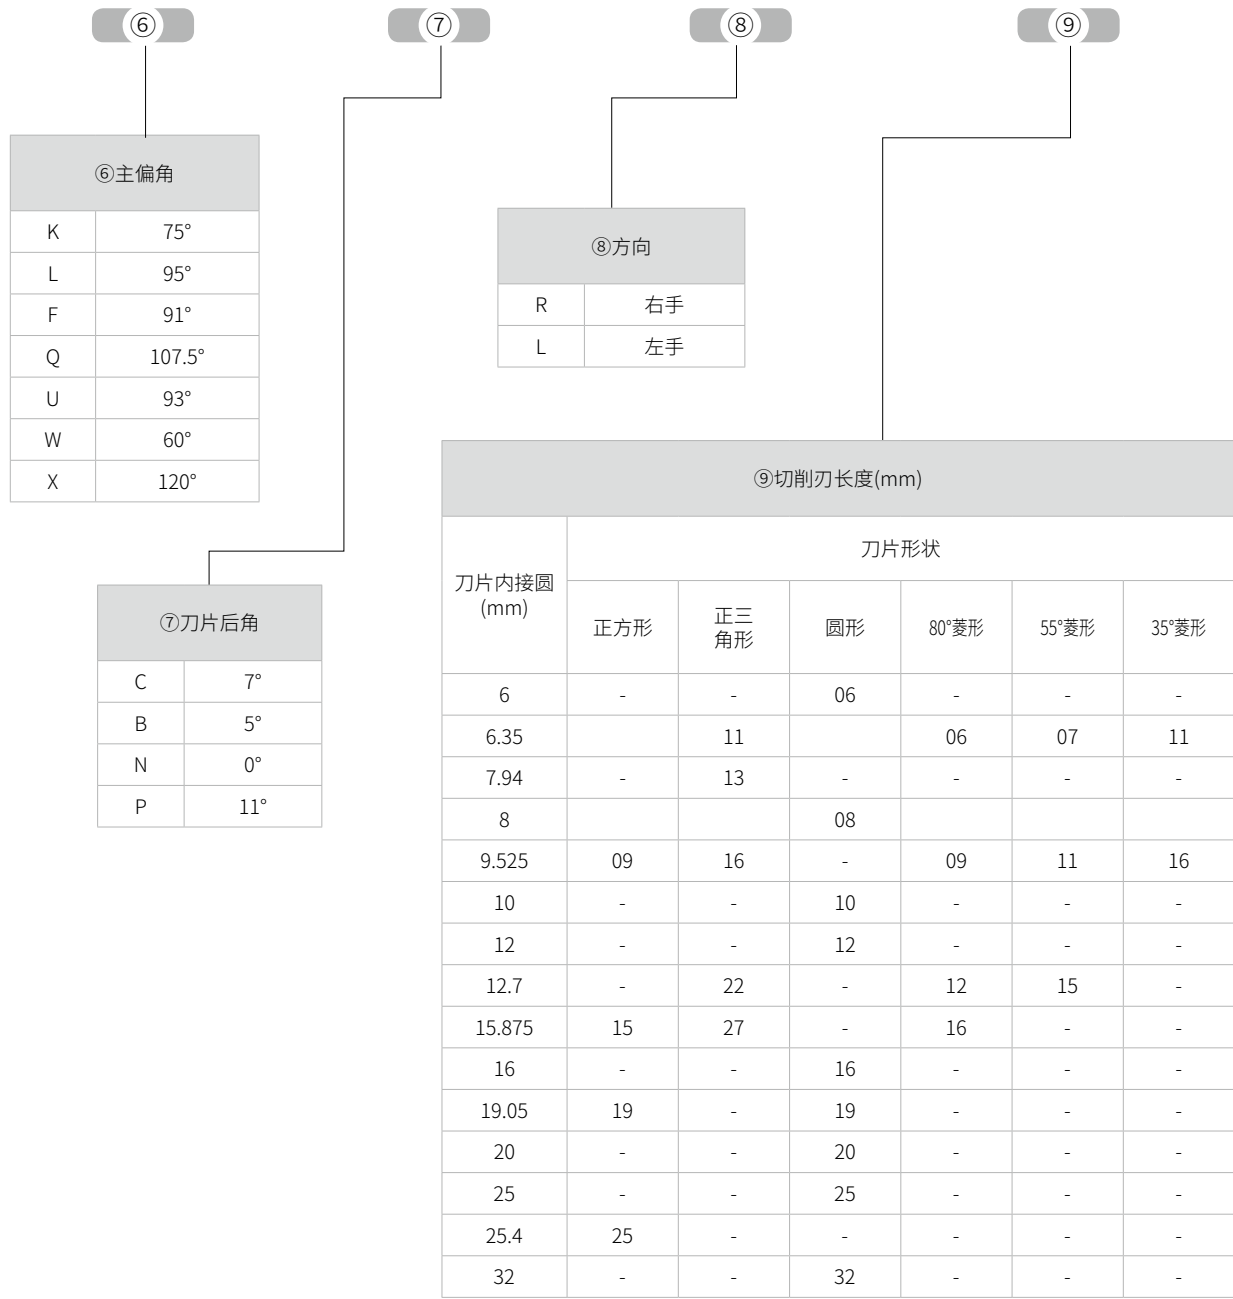 ⑥ ⑦ ⑧ ⑨
⑥主偏角
K 75°
L 95°
F 91°
Q 107.5°
U 93°
W 60°
X 120°
⑧方向
R 右手
L 左手
⑦刀片后角
C 7°
B 5°
N 0°
P 11°
⑨切削刃长度(mm)
刀片内接圆
(mm)
刀片形状
正方形 正三
角形 圆形 80°菱形 55°菱形 35°菱形
6 - - 06 - - -
6.35 11 06 07 11
7.94 - 13 - - - -
8 08
9.525 09 16 - 09 11 16
10 - - 10 - - -
12 - - 12 - - -
12.7 - 22 - 12 15 -
15.875 15 27 - 16 - -
16 - - 16 - - -
19.05 19 - 19 - - -
20 - - 20 - - -
25 - - 25 - - -
25.4 25 - - - - -
32 - - 32 - - -